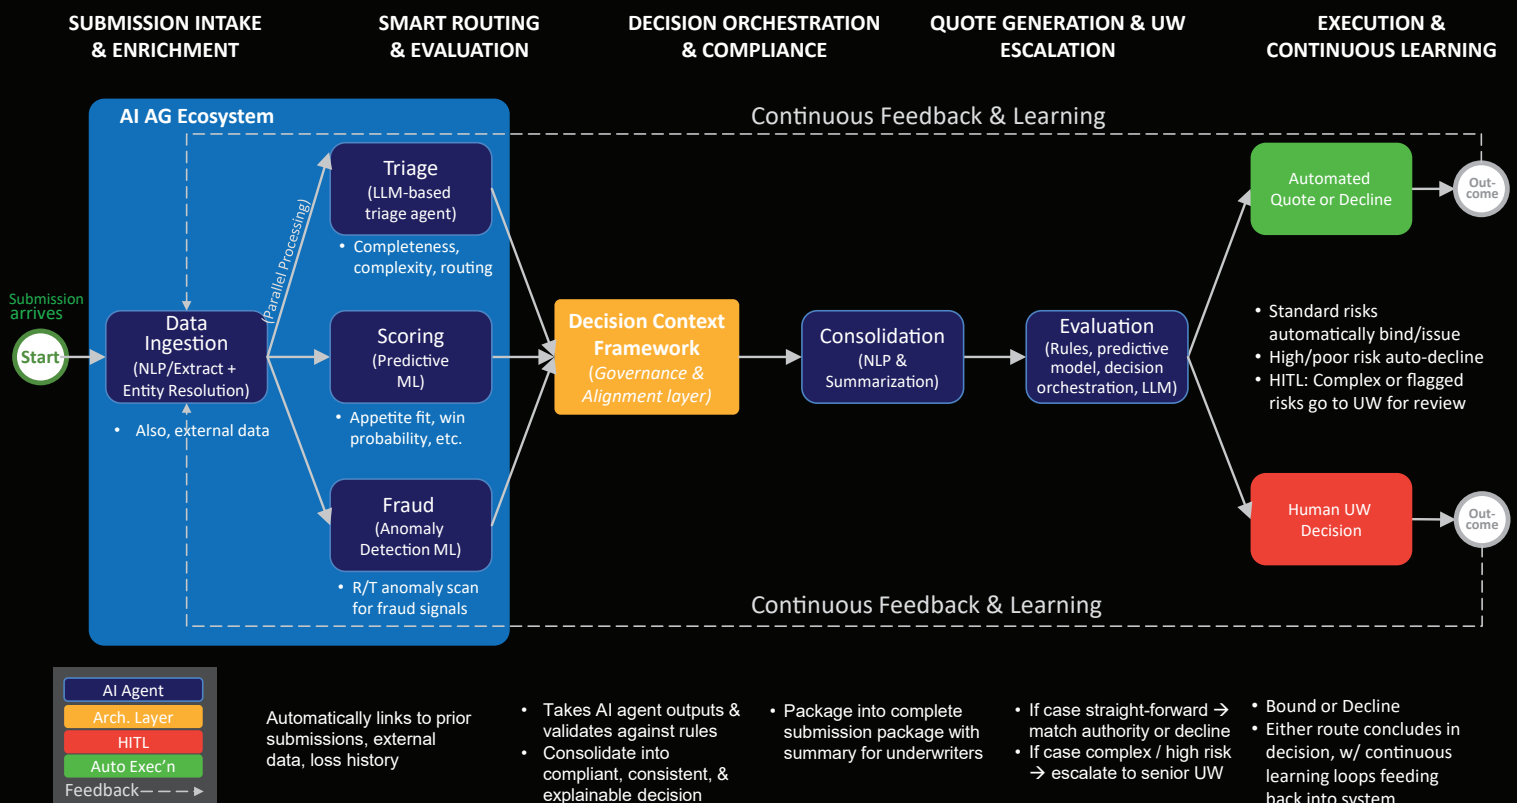 SUBMISSION INTAKE
& ENRICHMENT
SMART ROUTING
& EVALUATION
DECISION ORCHESTRATION
& COMPLIANCE
QUOTE GENERATION & UW
ESCALATION
EXECUTION &
CONTINUOUS LEARNING
AI AG Ecosystem
Continuous Feedback & Learning
Submission
arrives
Start
Data
Ingestion
(NLP/Extract +
Entity Resolution)
• Also, external data
(Parallel Processing)
Triage
(LLM-based
triage agent)
• Completeness,
complexity, routing
Scoring
(Predictive
ML)
• Appetite fit, win
probability, etc.
Fraud
(Anomaly
Detection ML)
• R/T anomaly scan
for fraud signals
Decision Context
Framework
(Governance &
Alignment layer)
Consolidation
(NLP &
Summarization)
Evaluation
(Rules, predictive
model, decision
orchestration, LLM)
Automated
Quote or Decline
Out-
come
• Standard risks
automatically bind/issue
• High/poor risk auto-decline
• HITL: Complex or flagged
risks go to UW for review
Human UW
Decision
Out-
come
Continuous Feedback & Learning
AI Agent
Arch. Layer
HITL
Auto Exec'n
Feedback
Automatically links to prior
submissions, external
data, loss history
• Takes AI agent outputs &
validates against rules
• Consolidate into
compliant, consistent, &
explainable decision
• Package into complete
submission package with
summary for underwriters
• If case straight-forward →
match authority or decline
• If case complex / high risk
→ escalate to senior UW
• Bound or Decline
• Either route concludes in
decision, w/ continuous
learning loops feeding
back into system